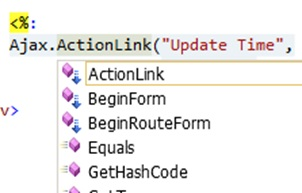 <%:
Ajax.ActionLink("Update Time",
ActionLink
BeginForm
v>
BeginRouteForm
Equals
GetHashCode